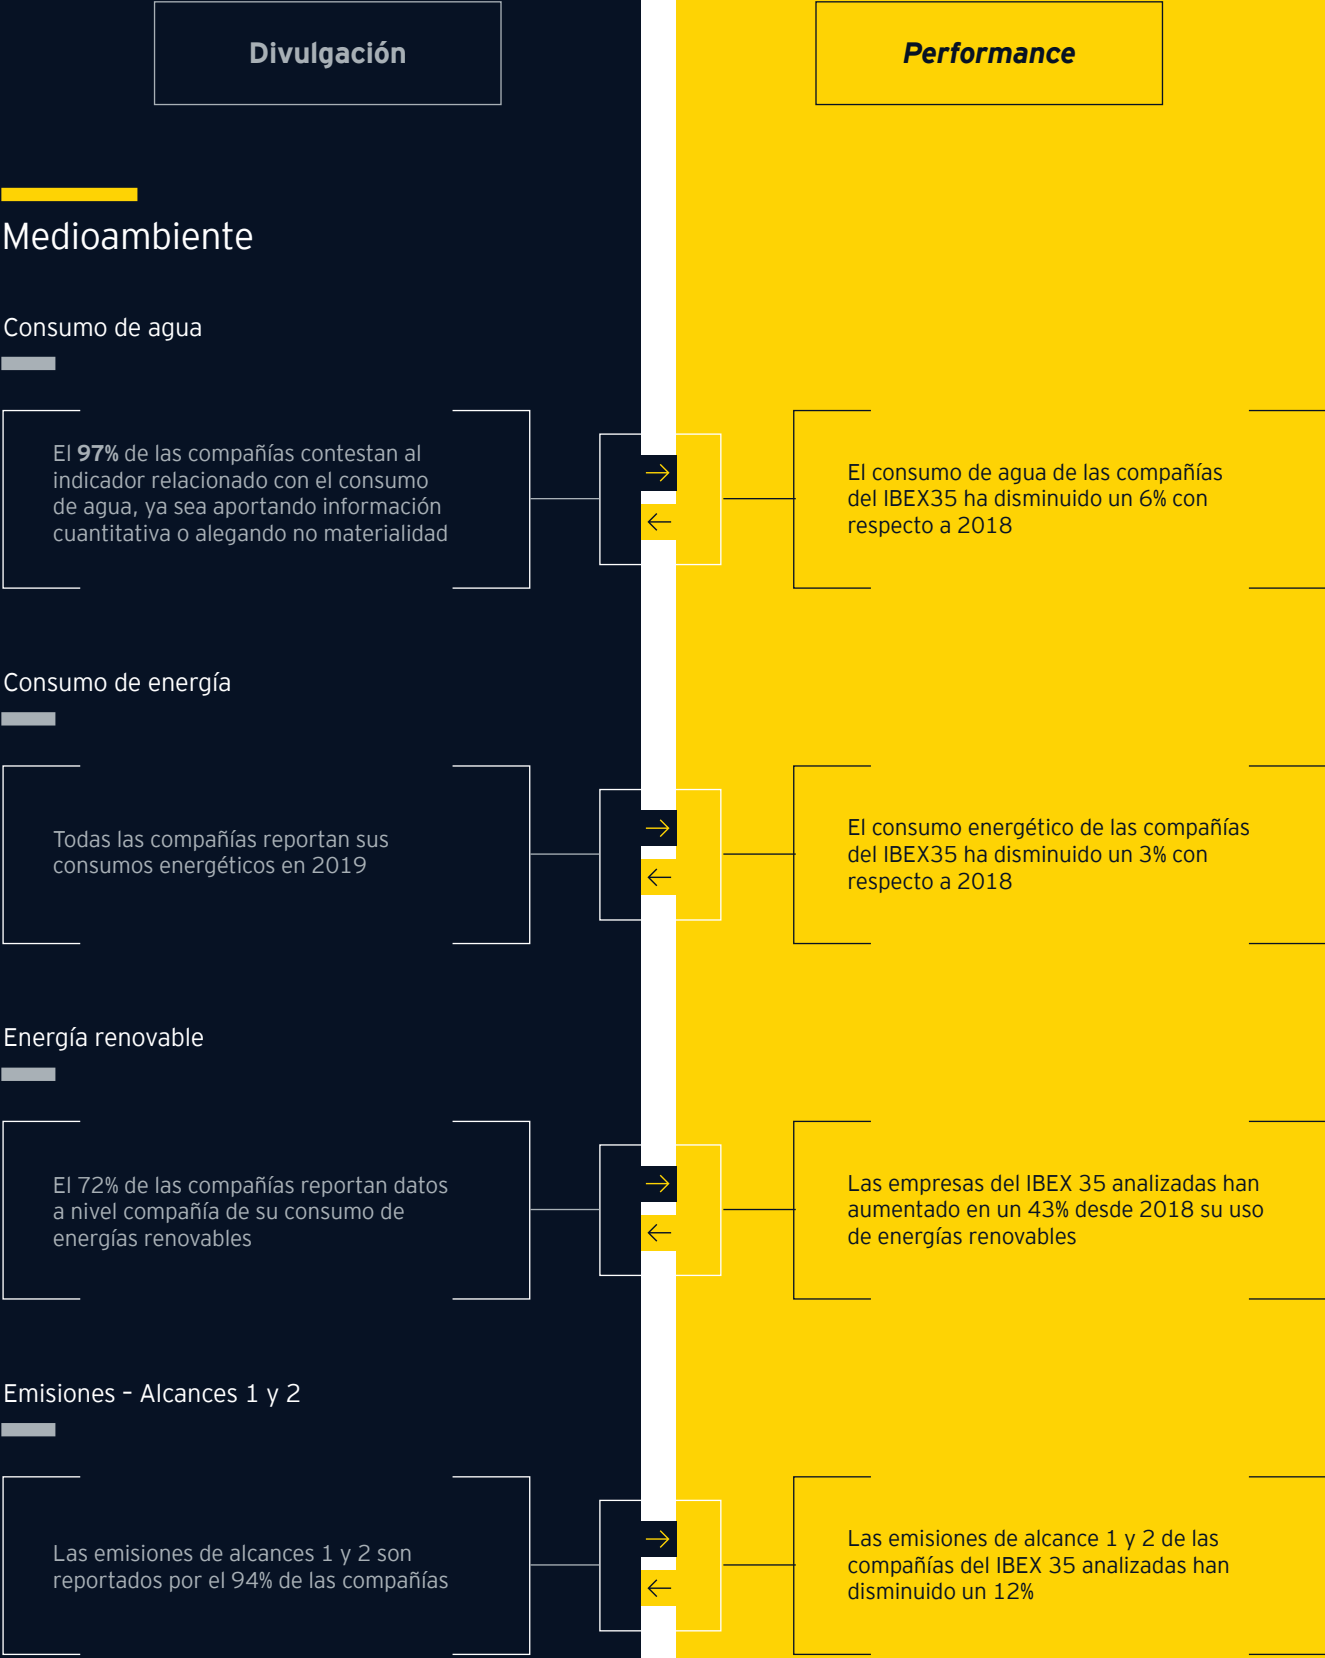 Divulgación
Performance
Medioambiente
Consumo de agua
El 97% de las compañías contestan al
indicador relacionado con el consumo
de agua, ya sea aportando información
cuantitativa o alegando no materialidad
El consumo de agua de las compañías
del IBEX35 ha disminuido un 6% con
respecto a 2018
Consumo de energía
Todas las compañías reportan sus
consumos energéticos en 2019
El consumo energético de las compañías
del IBEX35 ha disminuido un 3% con
respecto a 2018
Energía renovable
El 72% de las compañías reportan datos
a nivel compañía de su consumo de
energías renovables
Las empresas del IBEX 35 analizadas han
aumentado en un 43% desde 2018 su uso
de energías renovables
Emisiones – Alcances 1 y 2
Las emisiones de alcances 1 y 2 son
reportados por el 94% de las compañías
Las emisiones de alcance 1 y 2 de las
compañías del IBEX 35 analizadas han
disminuido un 12%